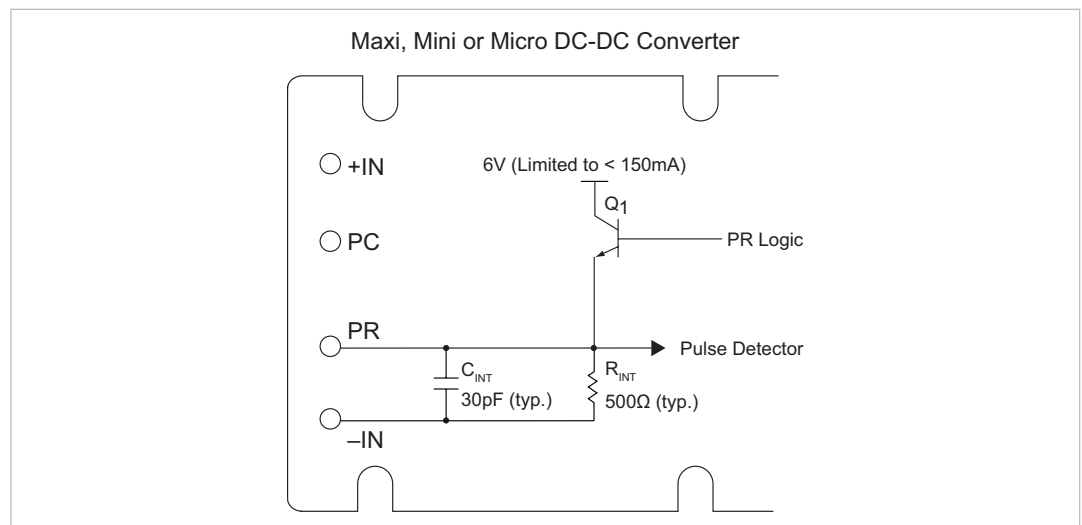 Maxi, Mini or Micro DC-DC Converter
+IN
6V (Limited to < 150mA)
Q1
PC
PR Logic
PR
Pulse Detector
CINT
30pF (typ.)
RINT
500Ω (typ.)
–IN